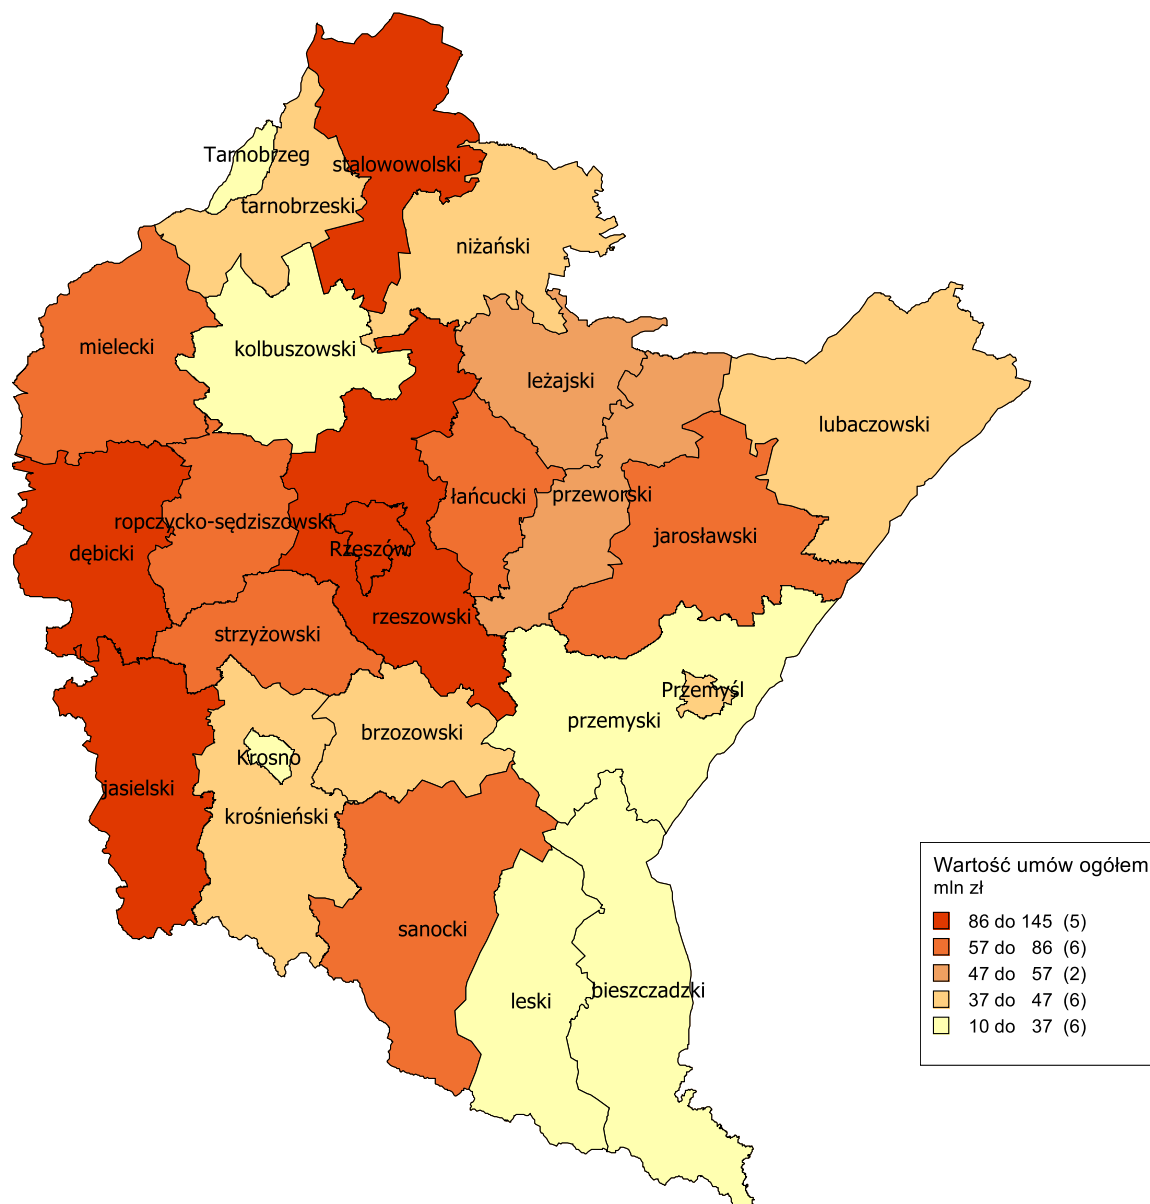 Tarnobrzeg
stalowowolski
tarnobrzeski
niżański
mielecki
kolbuszowski
leżajski
lubaczowski
łańcucki
przeworski
ropczycko-sędziszowski
jarosławski
dębicki
Rzeszów
rzeszowski
strzyżowski
Przemyśl
przemyski
brzozowski
Krosno
jasielski
krośnieński
sanocki
leski
bieszczadzki
Wartość umów ogółem
mln zł
86 do 145 (5)
57 do 86 (6)
47 do 57 (2)
37 do 47 (6)
10 do 37 (6)